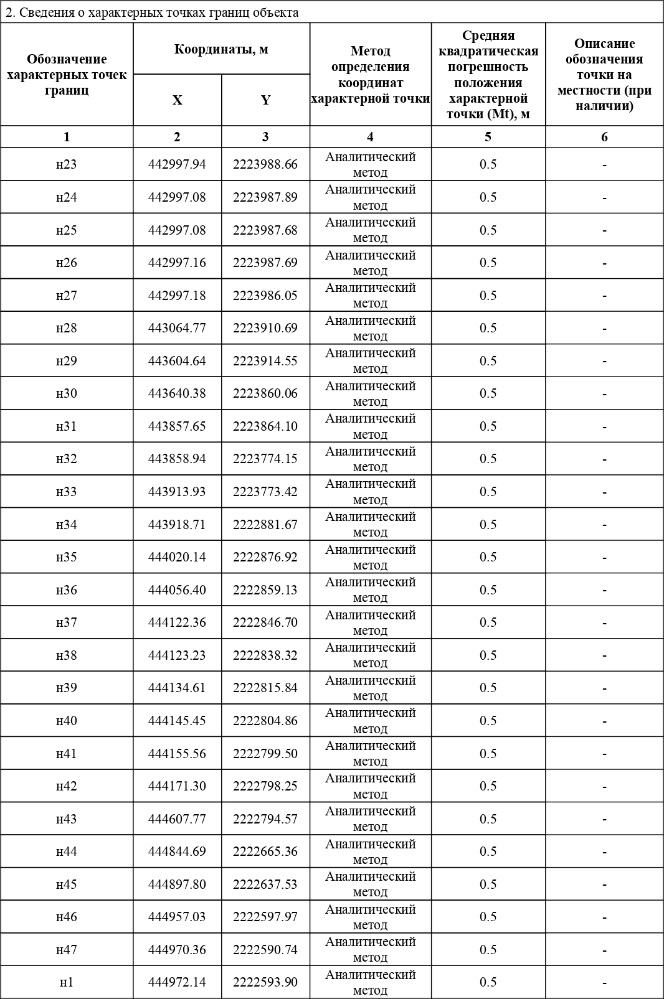 2. Сведения о характерных точках границ объекта
Обозначение характерных точек границ
Координаты, м
Метод определения координат характерной точки
Средняя квадратическая погрешность положения характерной точки (Mt), м
Описание обозначения точки на местности (при наличии)
X Y
1 2 3 4 5 6
н23 442997.94 2223988.66 Аналитический метод 0.5 -
н24 442997.08 2223987.89 Аналитический метод 0.5 -
н25 442997.08 2223987.68 Аналитический метод 0.5 -
н26 442997.16 2223987.69 Аналитический метод 0.5 -
н27 442997.18 2223986.05 Аналитический метод 0.5 -
н28 443064.77 2223910.69 Аналитический метод 0.5 -
н29 443604.64 2223914.55 Аналитический метод 0.5 -
н30 443640.38 2223860.06 Аналитический метод 0.5 -
н31 443857.65 2223864.10 Аналитический метод 0.5 -
н32 443858.94 2223774.15 Аналитический метод 0.5 -
н33 443913.93 2223773.42 Аналитический метод 0.5 -
н34 443918.71 2222881.67 Аналитический метод 0.5 -
н35 444020.14 2222876.92 Аналитический метод 0.5 -
н36 444056.40 2222859.13 Аналитический метод 0.5 -
н37 444122.36 2222846.70 Аналитический метод 0.5 -
н38 444123.23 2222838.32 Аналитический метод 0.5 -
н39 444134.61 2222815.84 Аналитический метод 0.5 -
н40 444145.45 2222804.86 Аналитический метод 0.5 -
н41 444155.56 2222799.50 Аналитический метод 0.5 -
н42 444171.30 2222798.25 Аналитический метод 0.5 -
н43 444607.77 2222794.57 Аналитический метод 0.5 -
н44 444844.69 2222665.36 Аналитический метод 0.5 -
н45 444897.80 2222637.53 Аналитический метод 0.5 -
н46 444957.03 2222597.97 Аналитический метод 0.5 -
н47 444970.36 2222590.74 Аналитический метод 0.5 -
н1 444972.14 2222593.90 Аналитический метод 0.5 -